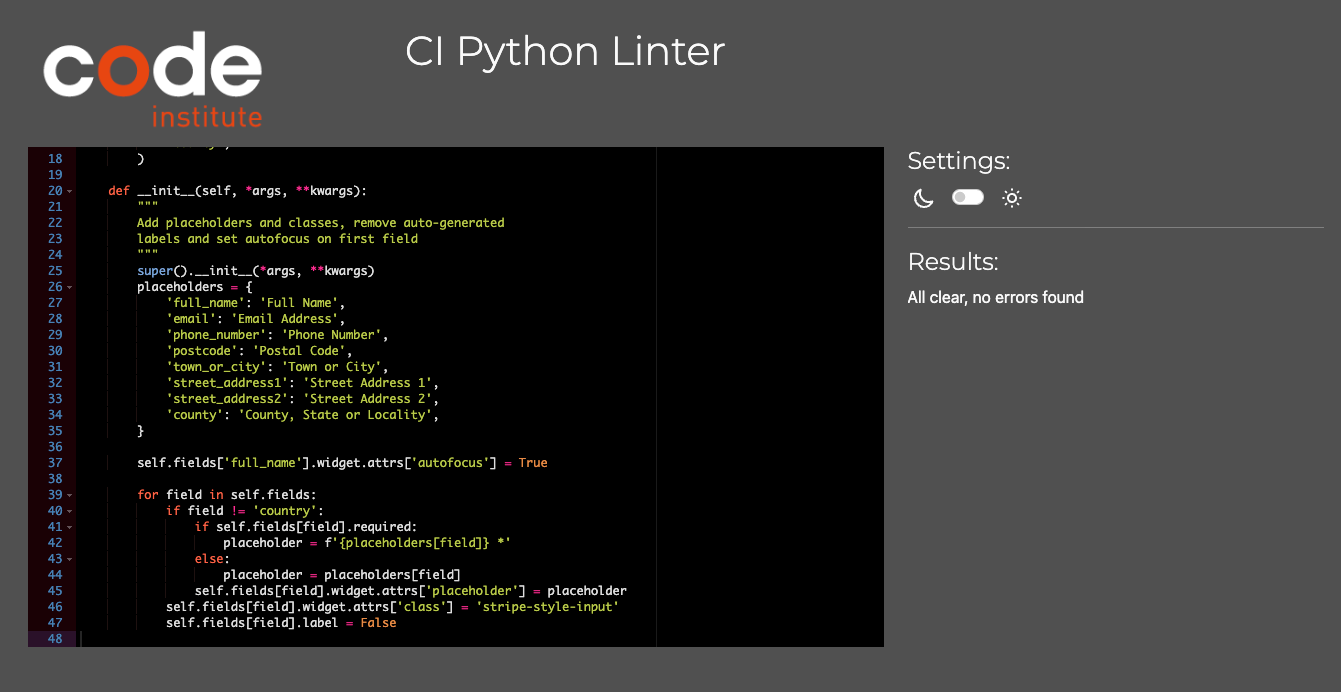 code
institute
CI Python Linter
18 )
19
20 def __init__(self, *args, **kwargs):
21 """
22 Add placeholders and classes, remove auto-generated
23 labels and set autofocus on first field
24 """
25 super().__init__(*args, **kwargs)
26 placeholders = {
27 'full_name': 'Full Name',
28 'email': 'Email Address',
29 'phone_number': 'Phone Number',
30 'postcode': 'Postal Code',
31 'town_or_city': 'Town or City',
32 'street_address1': 'Street Address 1',
33 'street_address2': 'Street Address 2',
34 'county': 'County, State or Locality',
35 }
36
37 self.fields['full_name'].widget.attrs['autofocus'] = True
38
39 for field in self.fields:
40 if field != 'country':
41 if self.fields[field].required:
42 placeholder = f'{placeholders[field]} *'
43 else:
44 placeholder = placeholders[field]
45 self.fields[field].widget.attrs['placeholder'] = placeholder
46 self.fields[field].widget.attrs['class'] = 'stripe-style-input'
47 self.fields[field].label = False
48
Settings:
Results:
All clear, no errors found